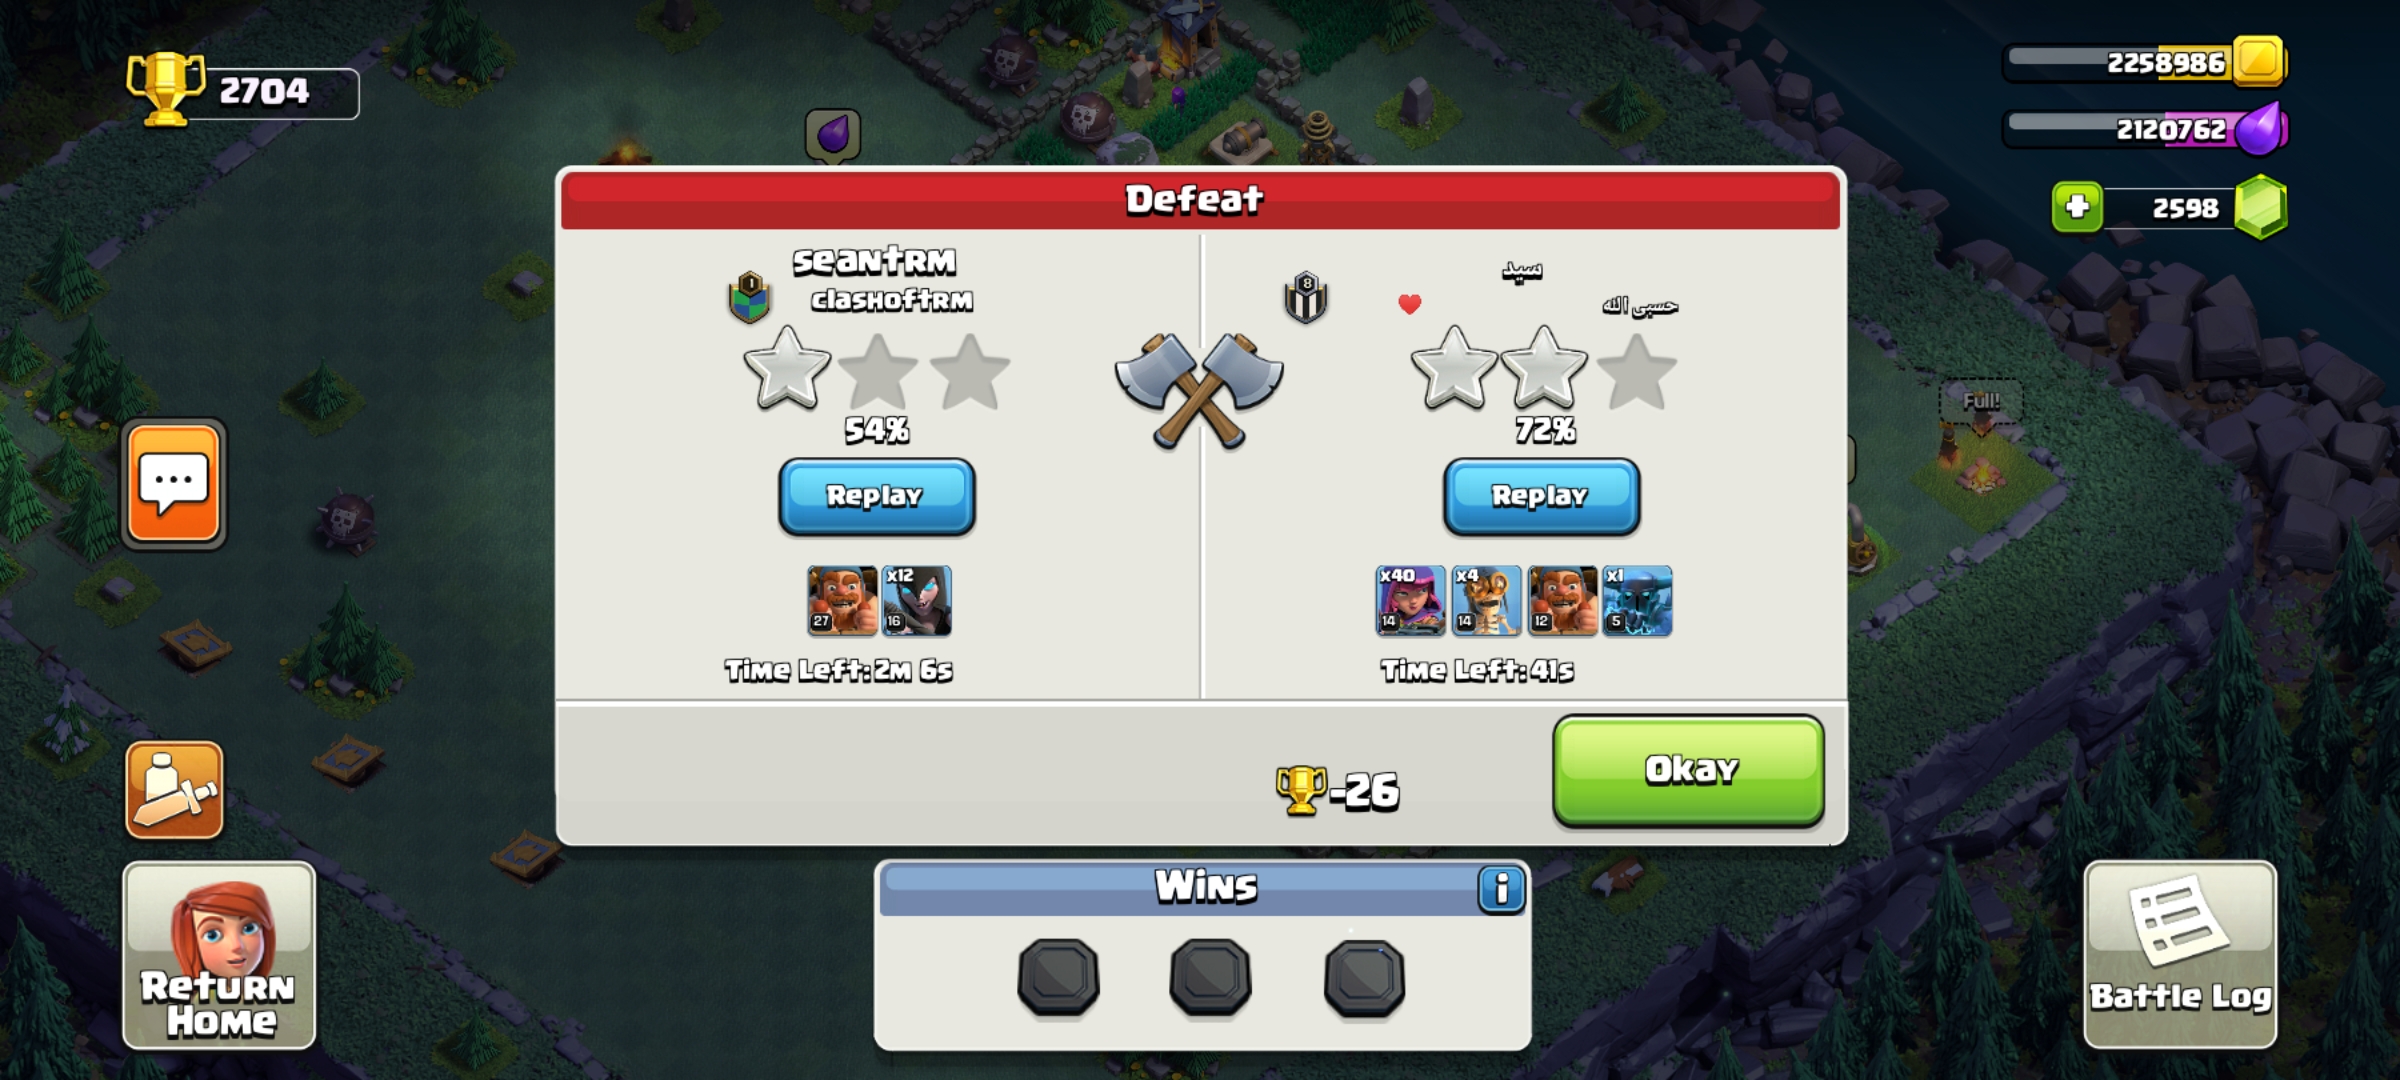 2704
2258986
2120762
2598
Defeat
seantRM
1
clashoftRM
54%
Replay
27
x12
16
Time Left: 2m 6s
سيد
8
❤️ حسبي الله
72%
Replay
x40
14
x4
14
12
x1
5
Time Left: 41s
Full!
-26
Okay
Wins
i
Return
Home
Battle Log